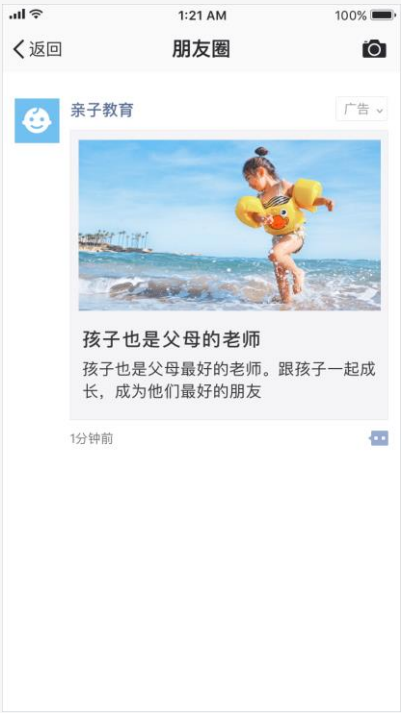 1:21 AM
100%
返回
朋友圈
亲子教育
广告
孩子也是父母的老师
孩子也是父母最好的老师。跟孩子一起成
长，成为他们最好的朋友
1分钟前